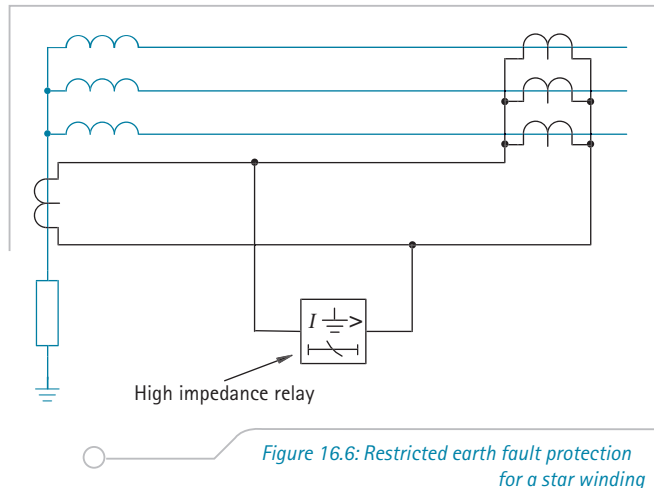 I >
High impedance relay
Figure 16.6: Restricted earth fault protection
for a star winding